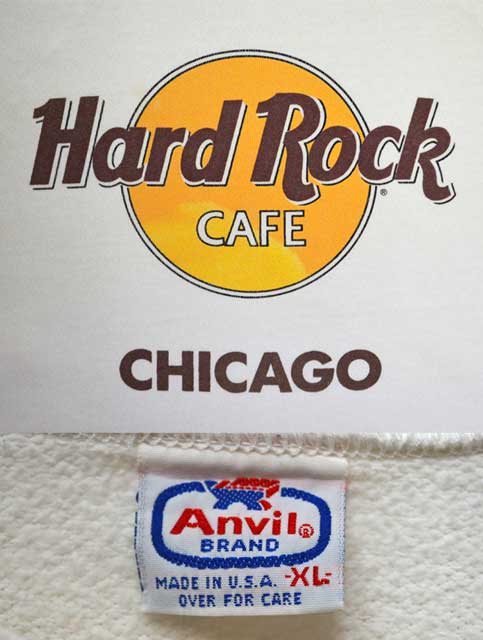 Hard Rock
CAFE
®
CHICAGO
Anvil®
BRAND
MADE IN U.S.A. -XL-
OVER FOR CARE